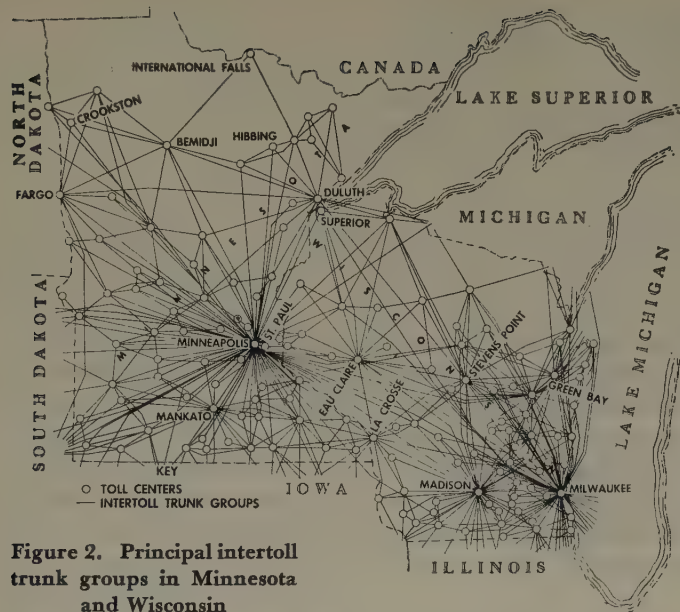 INTERNATIONAL FALLS
CANADA
LAKE SUPERIOR
NORTH
DAKOTA
CROOKSTON
BEMIDJI
HIBBING
FARGO
DULUTH
SUPERIOR
MICHIGAN
MINNESOTA
WISCONSIN
SOUTH DAKOTA
MINNEAPOLIS
ST. PAUL
EAU CLAIRE
LA CROSSE
STEVENS POINT
GREEN BAY
LAKE MICHIGAN
MANKATO
KEY
TOLL CENTERS
INTERTOLL TRUNK GROUPS
IOWA
MADISON
MILWAUKEE
ILLINOIS
Figure 2. Principal intertoll
trunk groups in Minnesota
and Wisconsin